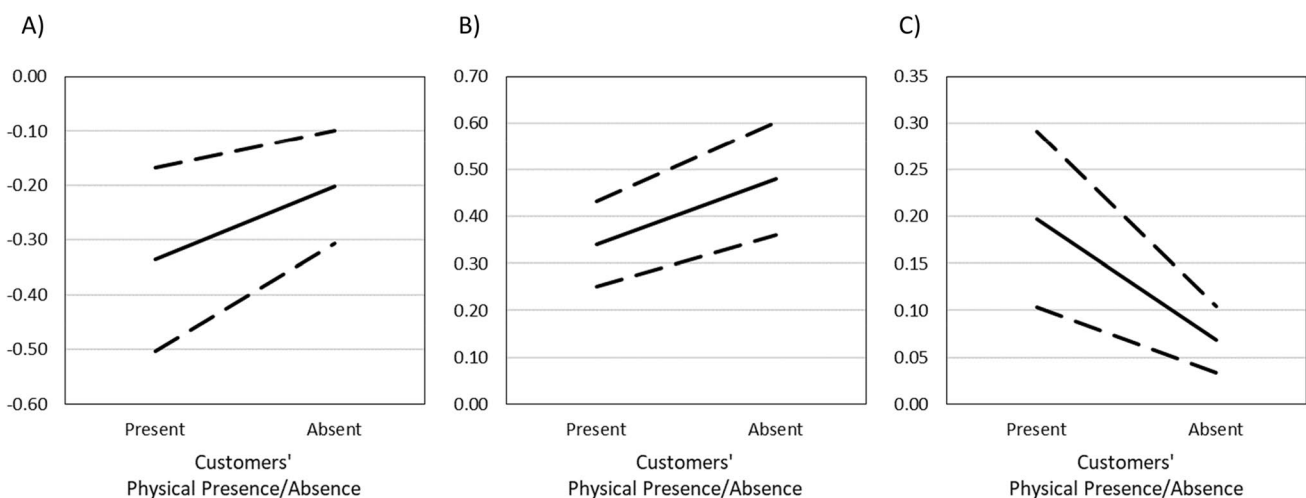 A)
0.00
-0.10
-0.20
-0.30
-0.40
-0.50
-0.60
Present Absent
Customers'
Physical Presence/Absence
B)
0.70
0.60
0.50
0.40
0.30
0.20
0.10
0.00
Present Absent
Customers'
Physical Presence/Absence
C)
0.35
0.30
0.25
0.20
0.15
0.10
0.05
0.00
Present Absent
Customers'
Physical Presence/Absence